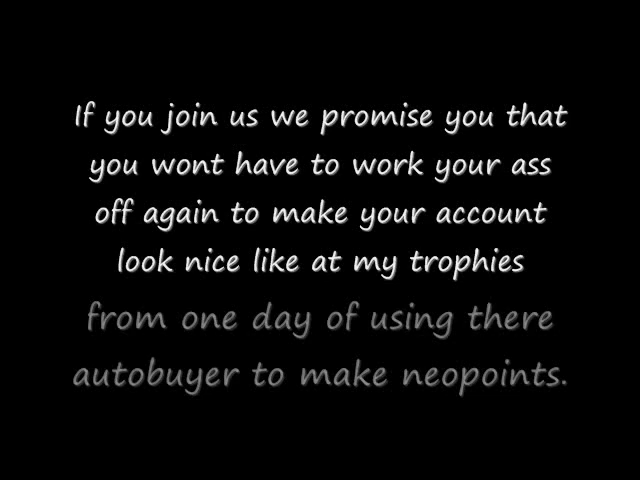 If you join us we promise you that
you wont have to work your ass
off again to make your account
look nice like at my trophies
from one day of using there
autobuyer to make neopoints.